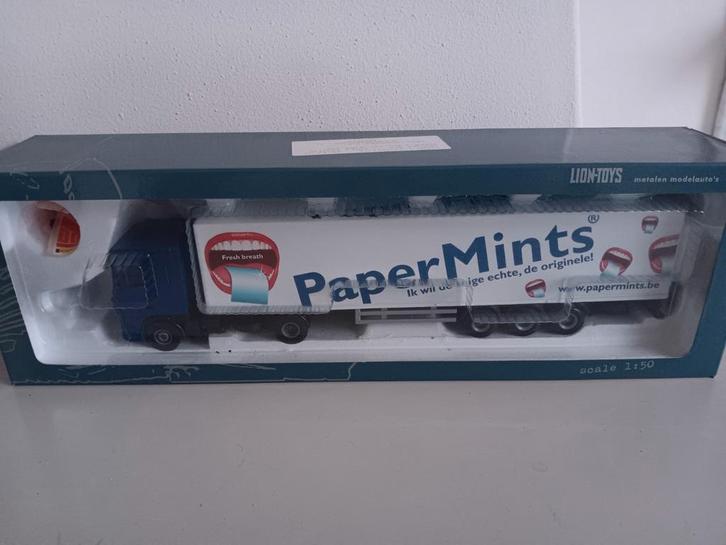 LION-TOYS metalen modelauto's
Fresh breath
PaperMints®
Ik wil de enige echte, de originele!
www.papermints.be
scale 1:50